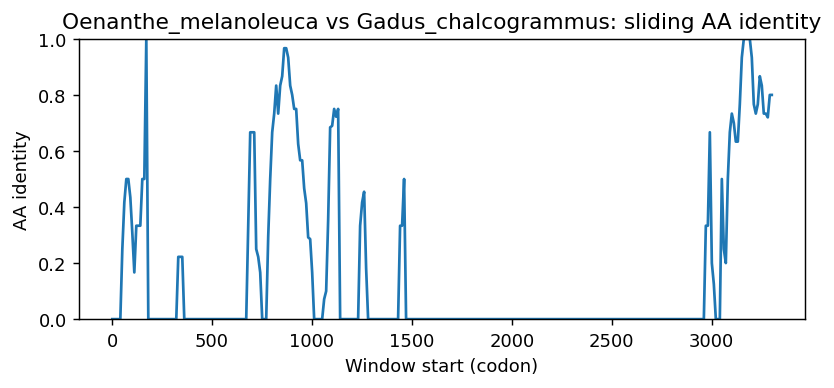 Oenanthe_melanoleuca vs Gadus_chalcogrammus: sliding AA identity
AA identity
1.0
0.8
0.6
0.4
0.2
0.0
0 500 1000 1500 2000 2500 3000
Window start (codon)